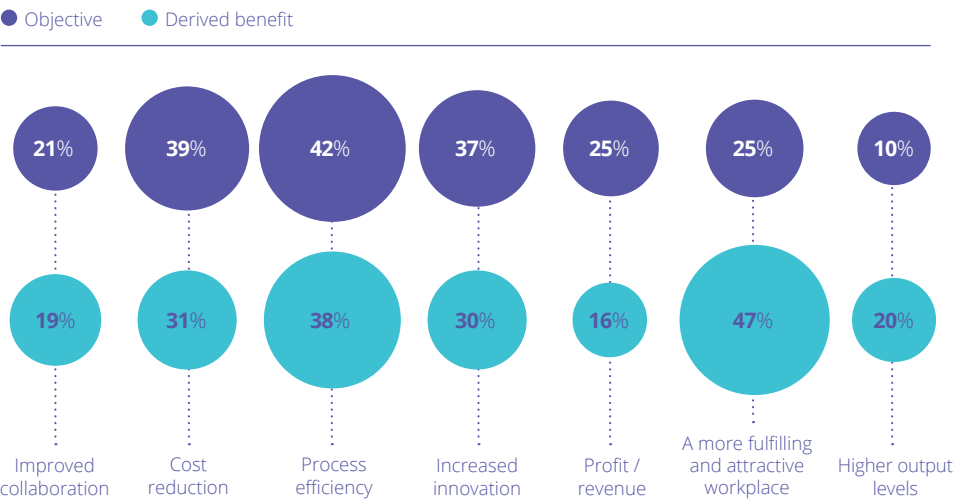 Objective
Derived benefit
21%
39%
42%
37%
25%
25%
10%
19%
31%
38%
30%
16%
47%
20%
Improved
collaboration
Cost
reduction
Process
efficiency
Increased
innovation
Profit /
revenue
A more fulfilling
and attractive
workplace
Higher output
levels